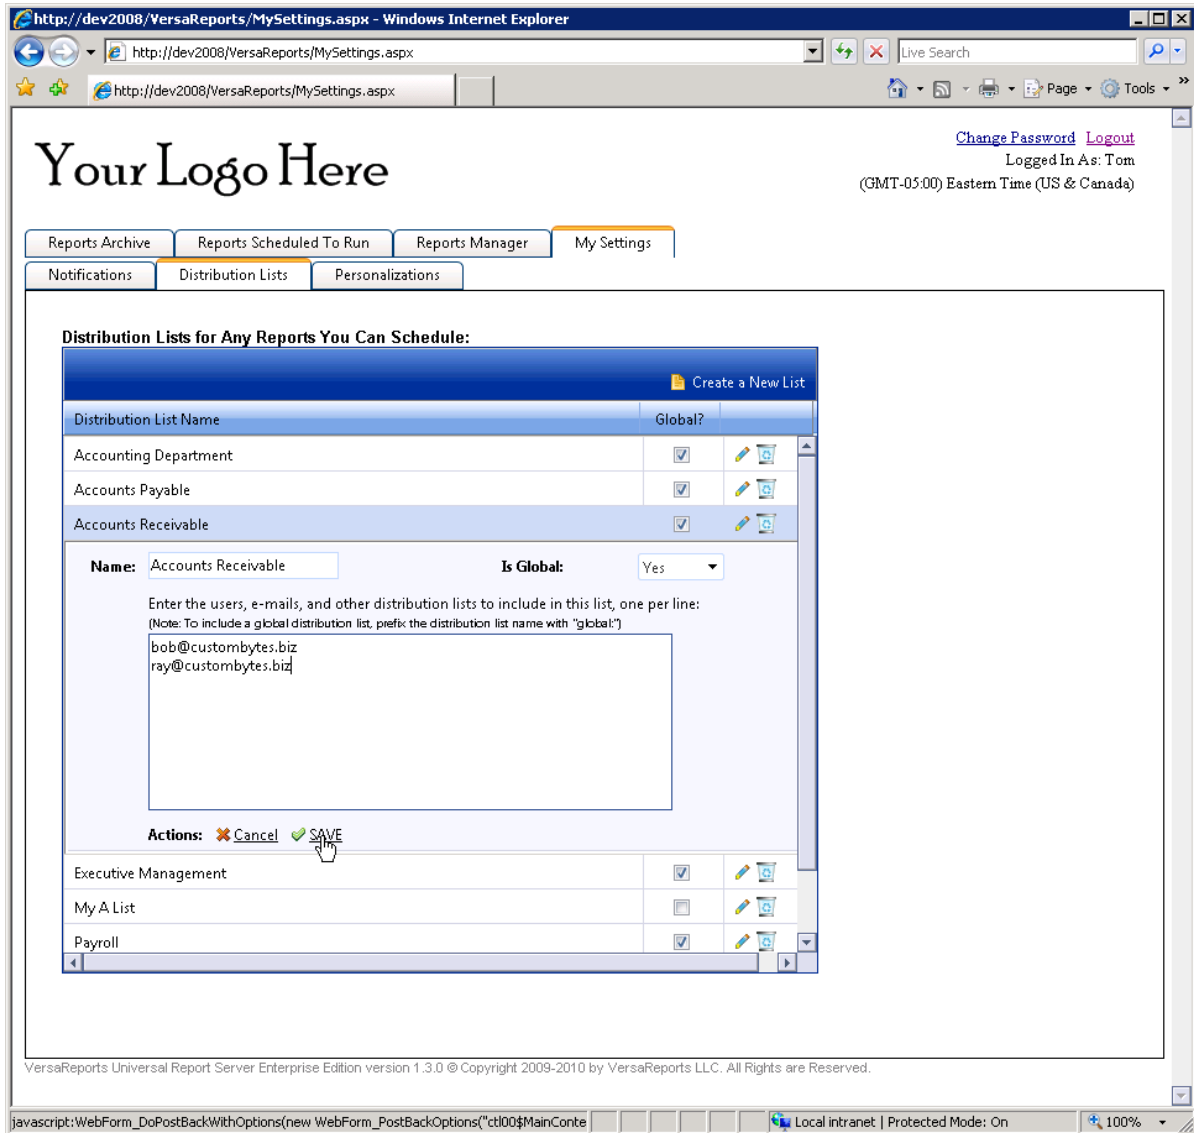 http://dev2008/VersaReports/MySettings.aspx - Windows Internet Explorer
http://dev2008/VersaReports/MySettings.aspx
Live Search
http://dev2008/VersaReports/MySettings.aspx
Page
Tools
Your Logo Here
Change Password Logout
Logged In As: Tom
(GMT-05:00) Eastern Time (US & Canada)
Reports Archive
Reports Scheduled To Run
Reports Manager
My Settings
Notifications
Distribution Lists
Personalizations
Distribution Lists for Any Reports You Can Schedule:
Create a New List
Distribution List Name
Global?
Accounting Department
Accounts Payable
Accounts Receivable
Name: Accounts Receivable
Is Global: Yes
Enter the users, e-mails, and other distribution lists to include in this list, one per line:
(Note: To include a global distribution list, prefix the distribution list name with "global:")
bob@custombytes.biz
ray@custombytes.biz
Actions: Cancel SAVE
Executive Management
My A List
Payroll
VersaReports Universal Report Server Enterprise Edition version 1.3.0 © Copyright 2009-2010 by VersaReports LLC. All Rights are Reserved.
javascript:WebForm_DoPostBackWithOptions(new WebForm_PostBackOptions("ctl00$MainConte
Local intranet | Protected Mode: On
100%